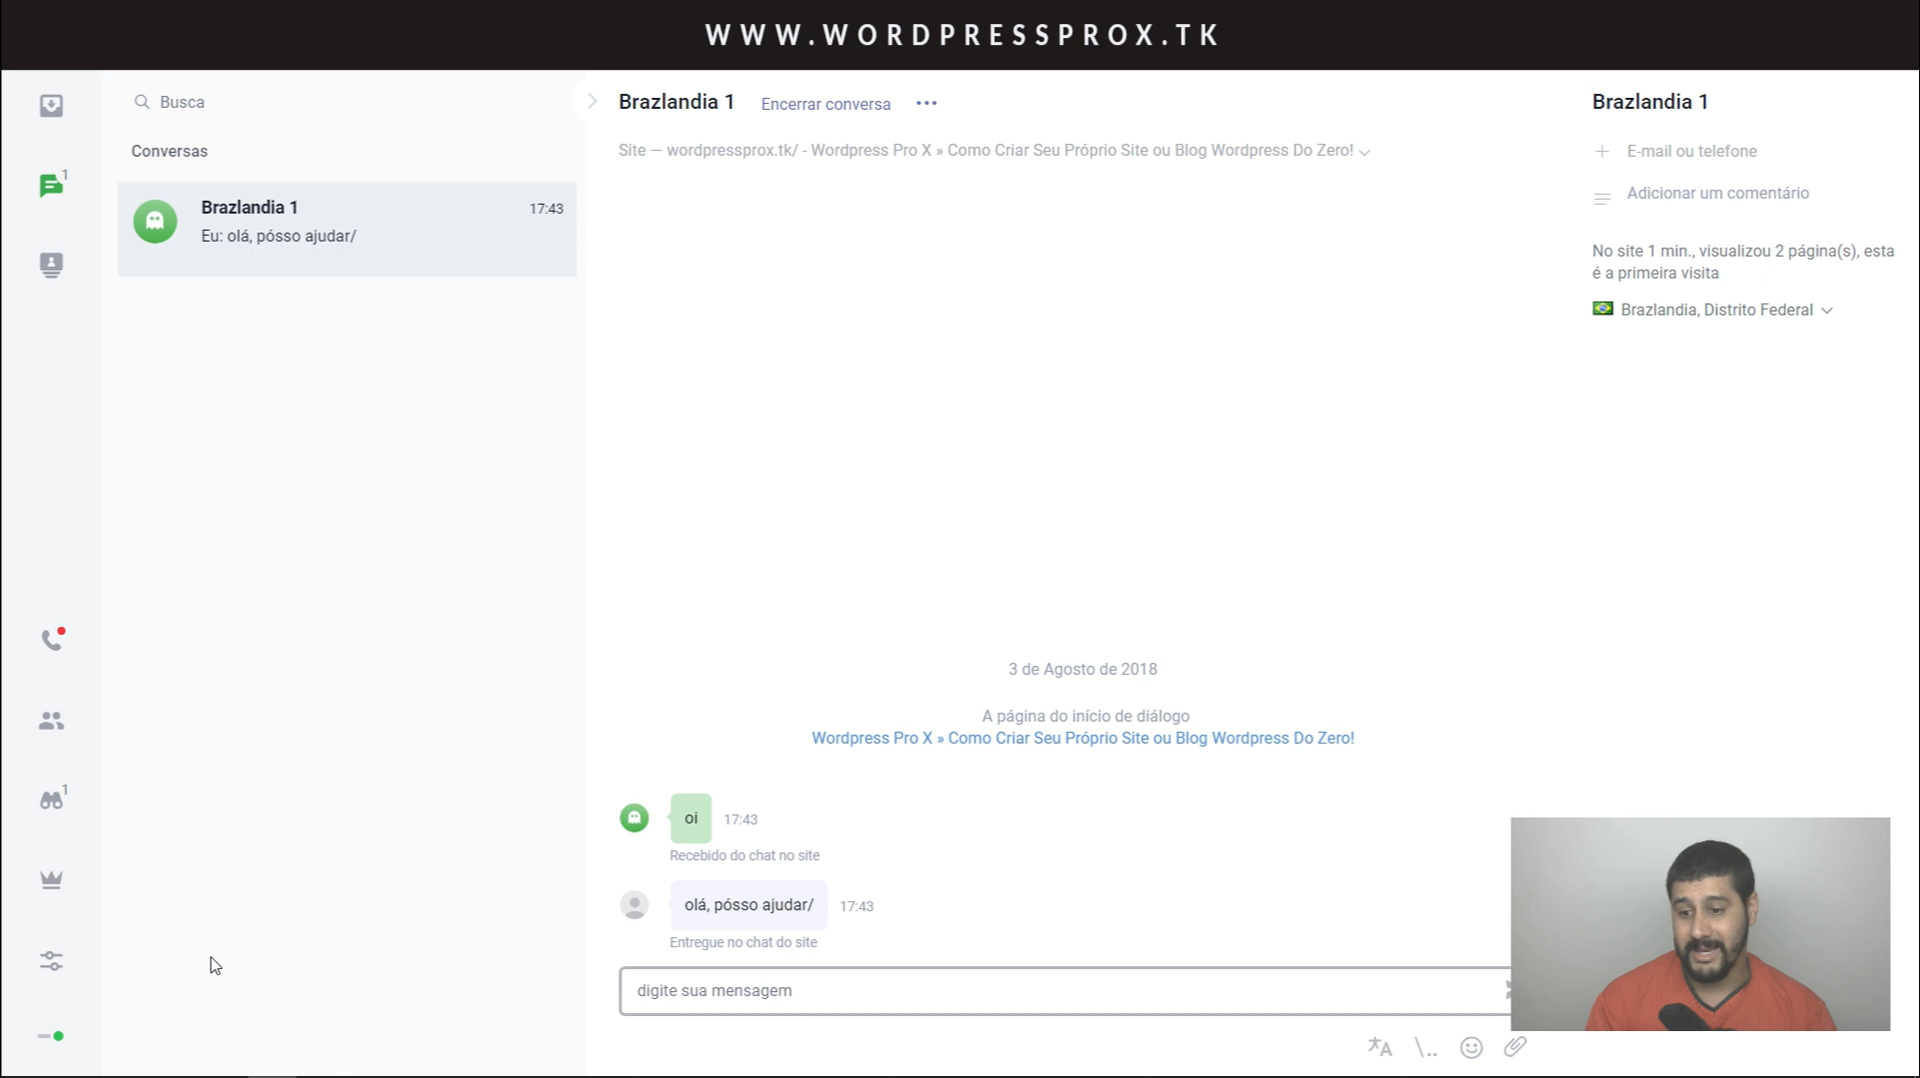 WWW.WORDPRESSPROX.TK
Busca
Conversas
1
Brazlandia 1
17:43
Eu: olá, pósso ajudar/
1
Brazlandia 1
Encerrar conversa
Site — wordpressprox.tk/ - Wordpress Pro X » Como Criar Seu Próprio Site ou Blog Wordpress Do Zero!
3 de Agosto de 2018
A página do início de diálogo
Wordpress Pro X » Como Criar Seu Próprio Site ou Blog Wordpress Do Zero!
oi
17:43
Recebido do chat no site
olá, pósso ajudar/
17:43
Entregue no chat do site
digite sua mensagem
Brazlandia 1
E-mail ou telefone
Adicionar um comentário
No site 1 min., visualizou 2 página(s), esta
é a primeira visita
Brazlandia, Distrito Federal